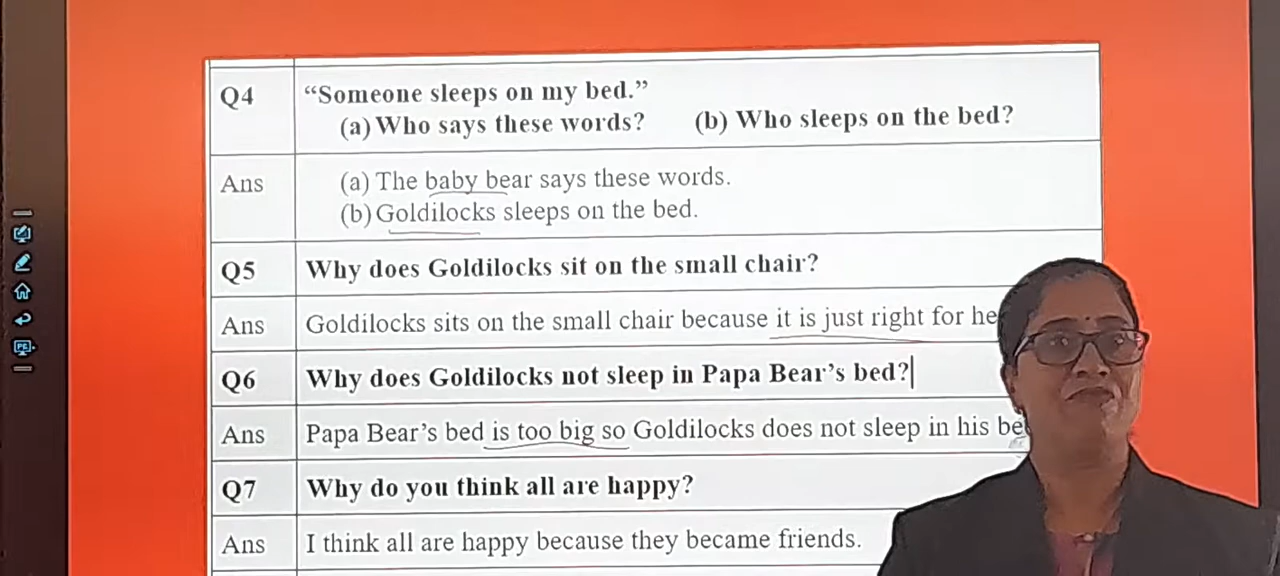 Q4 “Someone sleeps on my bed.”
(a) Who says these words? (b) Who sleeps on the bed?
Ans (a) The baby bear says these words.
(b) Goldilocks sleeps on the bed.
Q5 Why does Goldilocks sit on the small chair?
Ans Goldilocks sits on the small chair because it is just right for
Q6 Why does Goldilocks not sleep in Papa Bear’s bed?
Ans Papa Bear’s bed is too big so Goldilocks does not sleep in his
Q7 Why do you think all are happy?
Ans I think all are happy because they became friends.